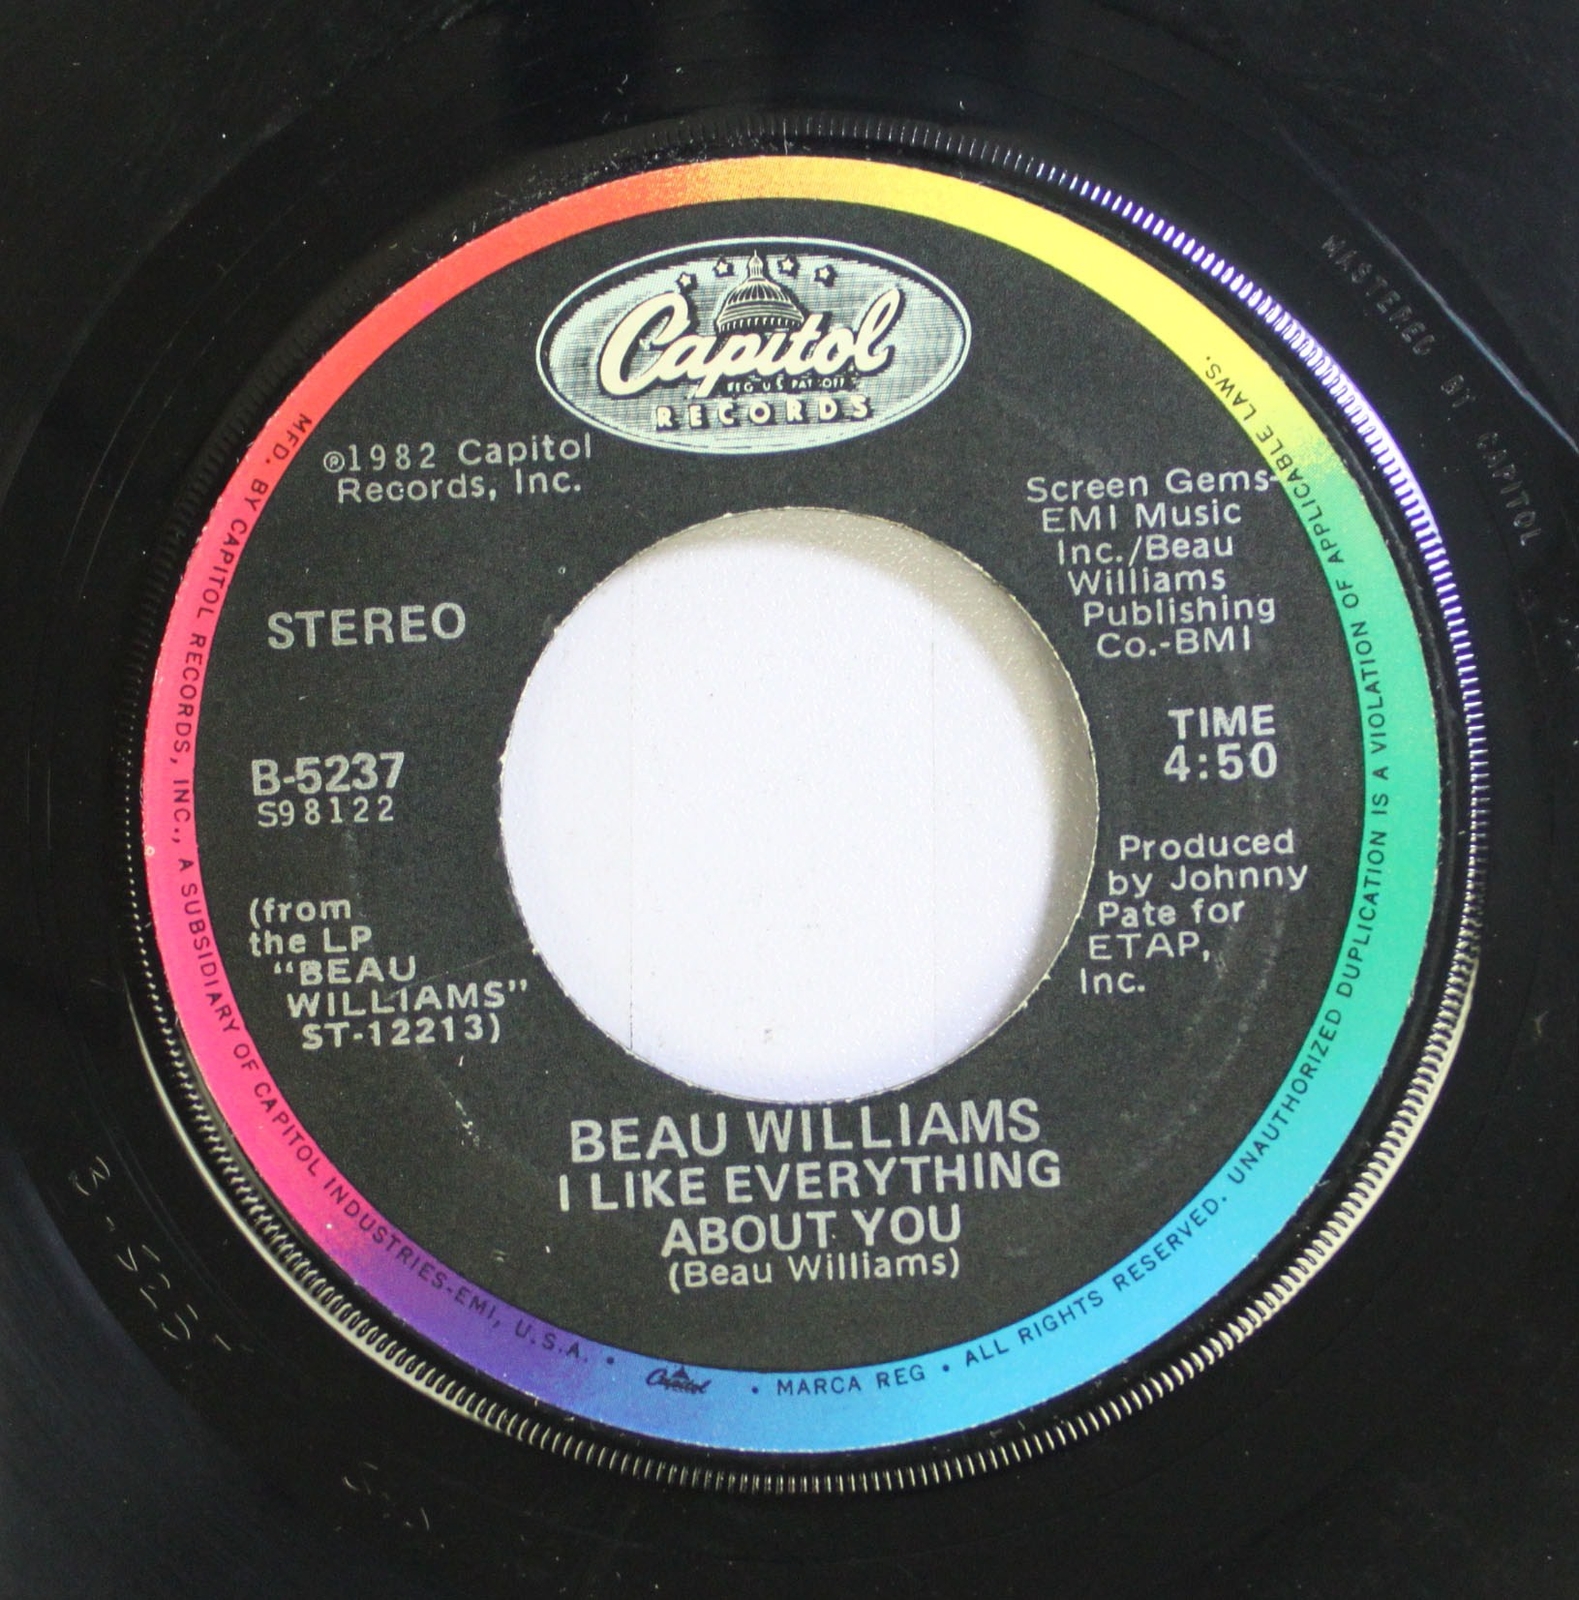 Capitol
REG US PAT OFF
RECORDS
℗1982 Capitol
Records, Inc.
STEREO
B-5237
S98122
(from
the LP
"BEAU
WILLIAMS"
ST-12213)
Screen Gems-
EMI Music
Inc./Beau
Williams
Publishing
Co.-BMI
TIME
4:50
Produced
by Johnny
Pate for
ETAP,
Inc.
BEAU WILLIAMS
I LIKE EVERYTHING
ABOUT YOU
(Beau Williams)
MFD. BY CAPITOL RECORDS, INC., A SUBSIDIARY OF CAPITOL INDUSTRIES-EMI, U.S.A. • Capitol • MARCA REG • ALL RIGHTS RESERVED. UNAUTHORIZED DUPLICATION IS A VIOLATION OF APPLICABLE LAWS.
MASTERED BY CAPITOL